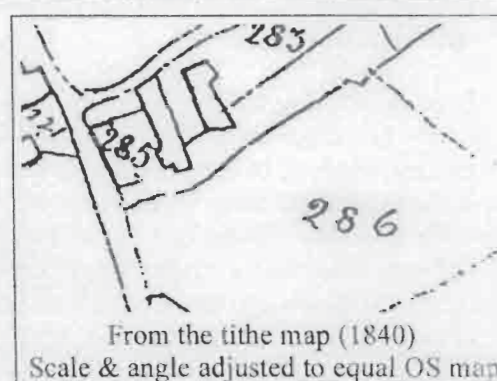 283
285
286
From the tithe map (1840)
Scale & angle adjusted to equal OS map